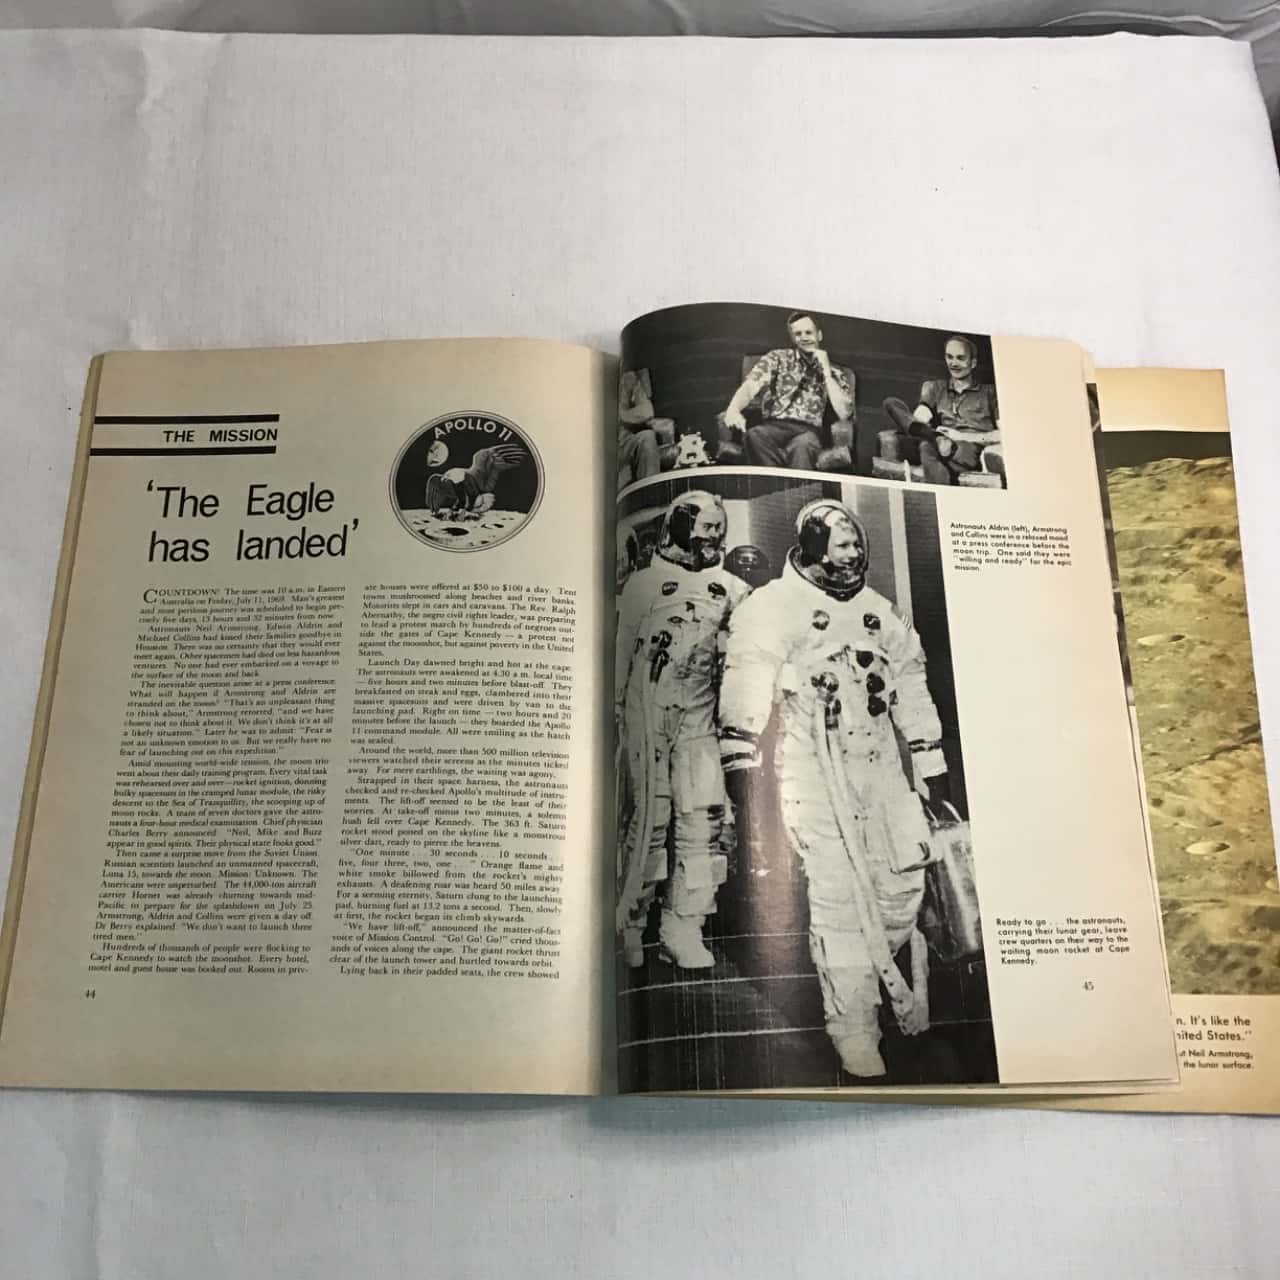 THE MISSION
APOLLO 11
'The Eagle
has landed'
COUNTDOWN! The time was 10 a.m. in Eastern
Australia on Friday, July 11, 1969. Man's greatest
and most perilous journey was scheduled to begin pre-
cisely five days, 13 hours and 32 minutes from now.
Astronauts Neil Armstrong, Edwin Aldrin and
Michael Collins had kissed their families goodbye in
Houston. There was no certainty that they would ever
meet again. Other spacemen had died on less hazardous
ventures. No one had ever embarked on a voyage to
the surface of the moon and back.
The inevitable question arose at a press conference.
What will happen if Armstrong and Aldrin are
stranded on the moon? "That's an unpleasant thing
to think about," Armstrong retorted, "and we have
chosen not to think about it. We don't think it's at all
a likely situation." Later he was to admit: "Fear is
not an unknown emotion to us. But we really have no
fear of launching out on this expedition."
Amid mounting world-wide tension, the moon trio
went about their daily training program. Every vital task
was rehearsed over and over — rocket ignition, donning
bulky spacesuits in the cramped lunar module, the risky
descent to the Sea of Tranquillity, the scooping up of
moon rocks. A team of seven doctors gave the astro-
nauts a four-hour medical examination. Chief physician
Charles Berry announced: "Neil, Mike and Buzz
appear in good spirits. Their physical state looks good."
Then came a surprise move from the Soviet Union.
Russian scientists launched an unmanned spacecraft,
Luna 15, towards the moon. Mission: Unknown. The
Americans were unperturbed. The 44,000-ton aircraft
carrier Hornet was already churning towards mid-
Pacific to prepare for the splashdown on July 25.
Armstrong, Aldrin and Collins were given a day off.
Dr Berry explained: "We don't want to launch three
tired men."
Hundreds of thousands of people were flocking to
Cape Kennedy to watch the moonshot. Every hotel,
motel and guest house was booked out. Rooms in priv-
ate houses were offered at $50 to $100 a day. Tent
towns mushroomed along beaches and river banks.
Motorists slept in cars and caravans. The Rev. Ralph
Abernathy, the negro civil rights leader, was preparing
to lead a protest march by hundreds of negroes out-
side the gates of Cape Kennedy — a protest not
against the moonshot, but against poverty in the United
States.
Launch Day dawned bright and hot at the cape.
The astronauts were awakened at 4.30 a.m. local time
— five hours and two minutes before blast-off. They
breakfasted on steak and eggs, clambered into their
massive spacesuits and were driven by van to the
launching pad. Right on time — two hours and 20
minutes before the launch — they boarded the Apollo
11 command module. All were smiling as the hatch
was sealed.
Around the world, more than 500 million television
viewers watched their screens as the minutes ticked
away. For mere earthlings, the waiting was agony.
Strapped in their space harness, the astronauts
checked and re-checked Apollo's multitude of instru-
ments. The lift-off seemed to be the least of their
worries. At take-off minus two minutes, a solemn
hush fell over Cape Kennedy. The 363 ft. Saturn
rocket stood poised on the skyline like a monstrous
silver dart, ready to pierce the heavens.
"One minute . . . 30 seconds . . . 10 seconds . . .
five, four three, two, one . . . " Orange flame and
white smoke billowed from the rocket's mighty
exhausts. A deafening roar was heard 50 miles away.
For a seeming eternity, Saturn clung to the launching
pad, burning fuel at 13.2 tons a second. Then, slowly
at first, the rocket began its climb skywards.
"We have lift-off," announced the matter-of-fact
voice of Mission Control. "Go! Go! Go!" cried thous-
ands of voices along the cape. The giant rocket thrust
clear of the launch tower and hurtled towards orbit.
Lying back in their padded seats, the crew showed
44
Astronauts Aldrin (left), Armstrong
and Collins were in a relaxed mood
at a press conference before the
moon trip. One said they were
"willing and ready" for the epic
mission.
Ready to go . . . the astronauts,
carrying their lunar gear, leave
crew quarters on their way to the
waiting moon rocket at Cape
Kennedy.
45
n. It's like the
nited States."
ut Neil Armstrong,
the lunar surface.